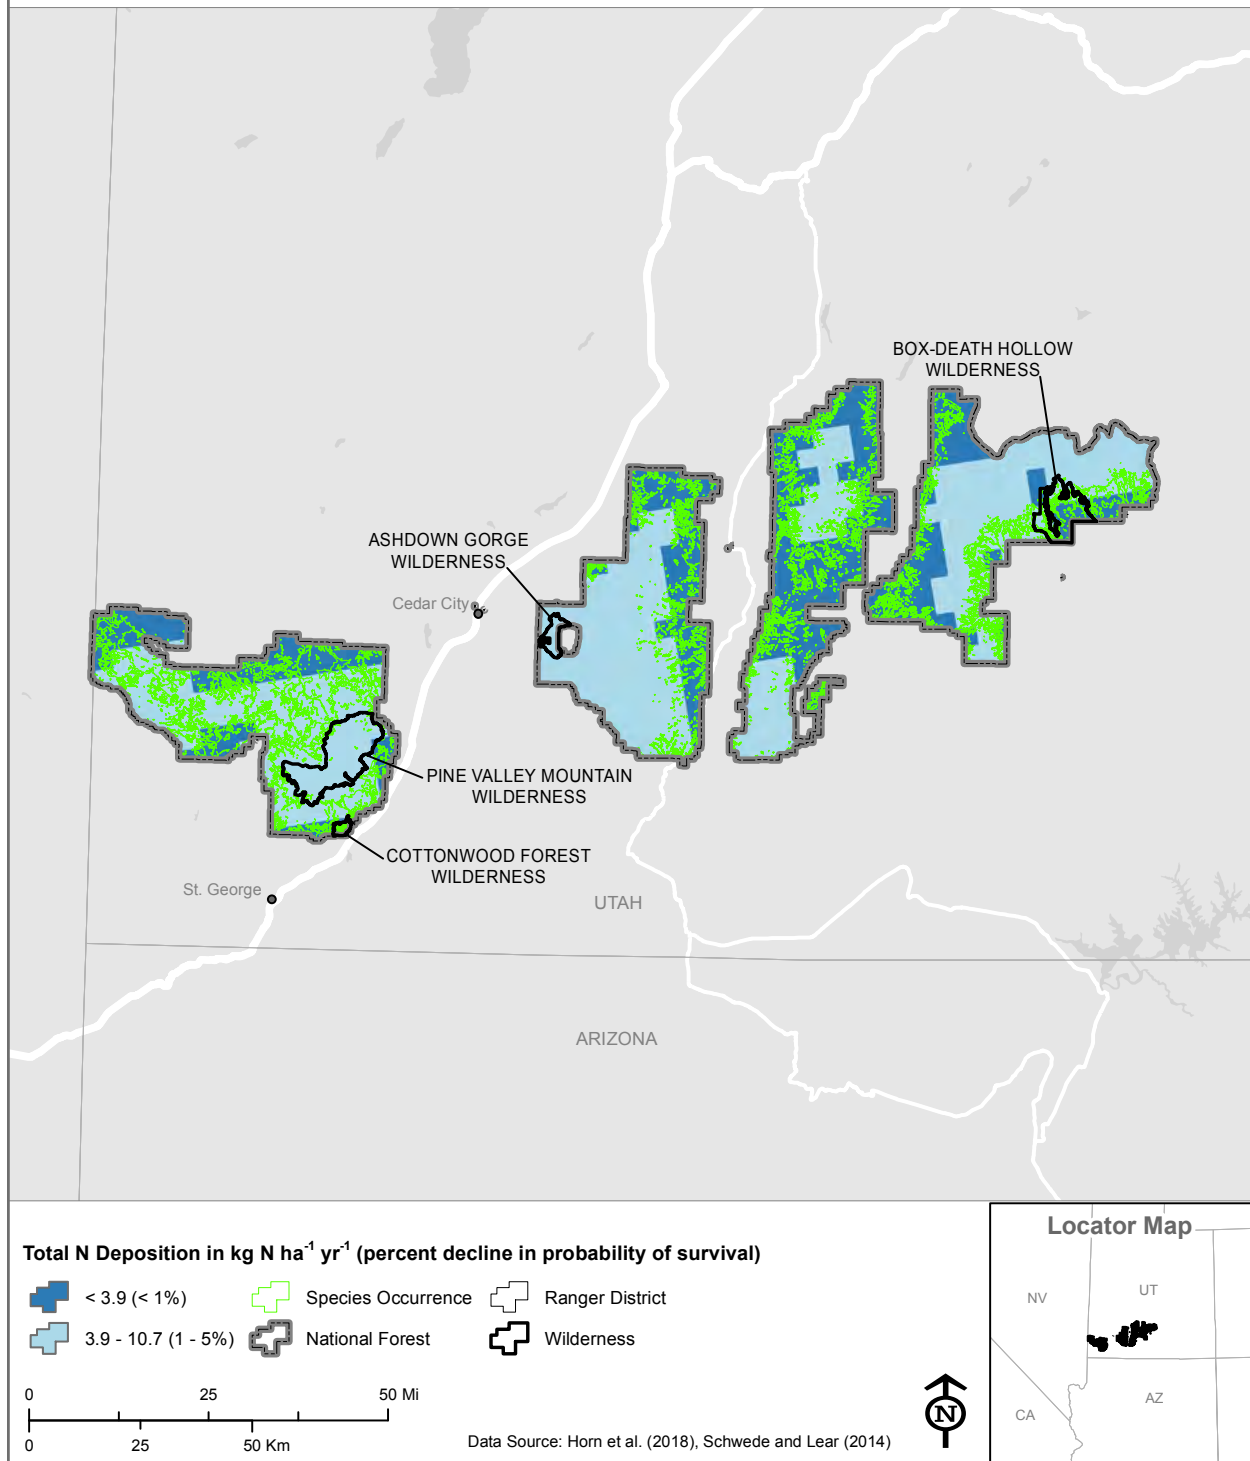 BOX-DEATH HOLLOW
WILDERNESS
ASHDOWN GORGE
WILDERNESS
Cedar City
PINE VALLEY MOUNTAIN
WILDERNESS
COTTONWOOD FOREST
WILDERNESS
St. George
UTAH
ARIZONA
Total N Deposition in kg N ha⁻¹ yr⁻¹ (percent decline in probability of survival)
< 3.9 (< 1%)
Species Occurrence
Ranger District
3.9 - 10.7 (1 - 5%)
National Forest
Wilderness
0 25 50 Mi
0 25 50 Km
Data Source: Horn et al. (2018), Schwede and Lear (2014)
N
Locator Map
NV
UT
CA
AZ